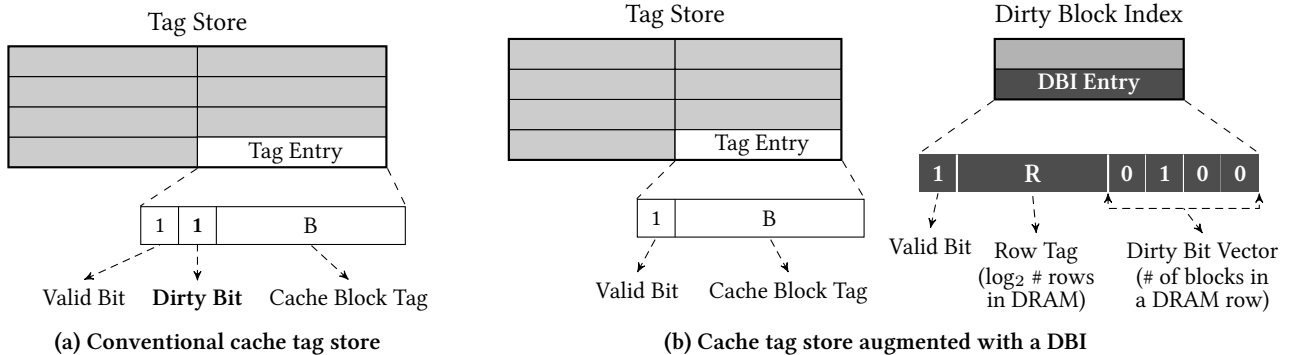 Tag Store
Tag Entry
1 1 B
Valid Bit Dirty Bit Cache Block Tag
(a) Conventional cache tag store
Tag Store
Tag Entry
1 B
Valid Bit Cache Block Tag
Dirty Block Index
DBI Entry
1 R 0 1 0 0
Valid Bit
Row Tag
(log₂ # rows
in DRAM)
Dirty Bit Vector
(# of blocks in
a DRAM row)
(b) Cache tag store augmented with a DBI